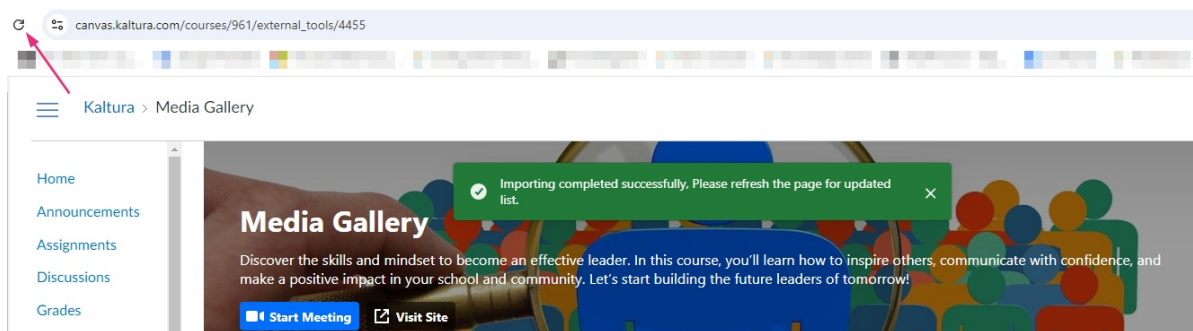 canvas.kaltura.com/courses/961/external_tools/4455
Kaltura > Media Gallery
Home
Announcements
Assignments
Discussions
Grades
Importing completed successfully, Please refresh the page for updated
list.
Media Gallery
Discover the skills and mindset to become an effective leader. In this course, you'll learn how to inspire others, communicate with confidence, and
make a positive impact in your school and community. Let's start building the future leaders of tomorrow!
Start Meeting
Visit Site